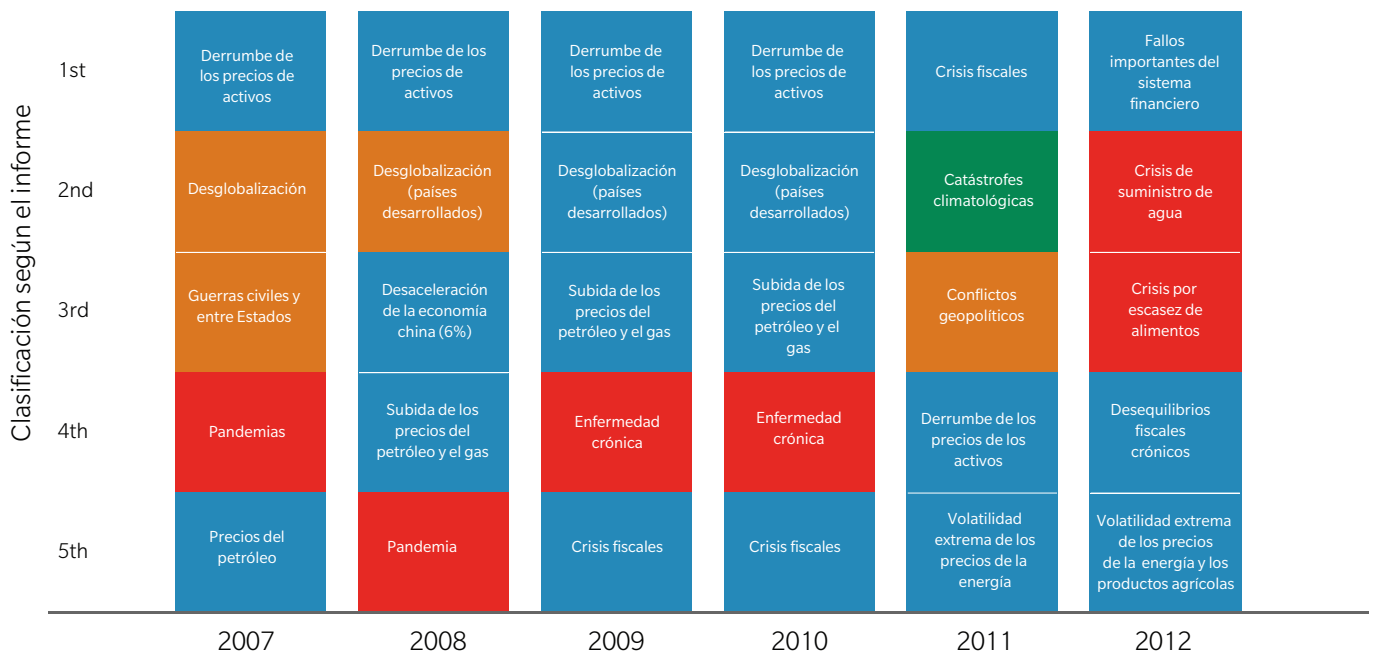 Clasificación según el informe
1st
Derrumbe de
los precios de
activos
Derrumbe de los
precios de
activos
Derrumbe de
los precios de
activos
Derrumbe de
los precios de
activos
Crisis fiscales
Fallos
importantes del
sistema
financiero
2nd
Desglobalización
Desglobalización
(países
desarrollados)
Desglobalización
(países
desarrollados)
Desglobalización
(países
desarrollados)
Catástrofes
climatológicas
Crisis de
suministro de
agua
3rd
Guerras civiles y
entre Estados
Desaceleración
de la economía
china (6%)
Subida de los
precios del
petróleo y el gas
Subida de los
precios del
petróleo y el
gas
Conflictos
geopolíticos
Crisis por
escasez de
alimentos
4th
Pandemias
Subida de los
precios del
petróleo y el gas
Enfermedad
crónica
Enfermedad
crónica
Derrumbe de los
precios de los
activos
Desequilibrios
fiscales
crónicos
5th
Precios del
petróleo
Pandemia
Crisis fiscales
Crisis fiscales
Volatilidad
extrema de los
precios de la
energía
Volatilidad extrema
de los precios
de la energía y los
productos agrícolas
2007
2008
2009
2010
2011
2012